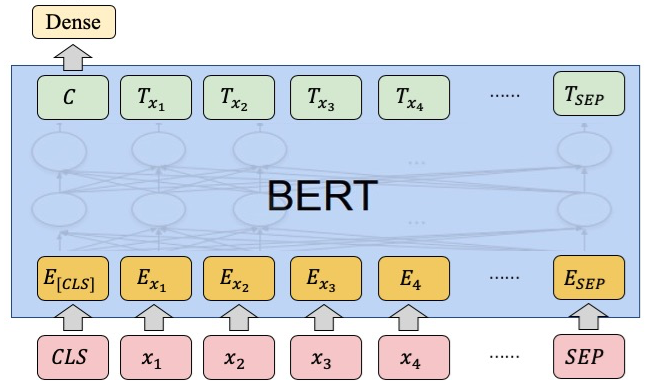 Dense
C T_{x_1} T_{x_2} T_{x_3} T_{x_4} ...... T_{SEP}
...
BERT
...
E_{[CLS]} E_{x_1} E_{x_2} E_{x_3} E_4 ...... E_{SEP}
CLS x_1 x_2 x_3 x_4 ...... SEP